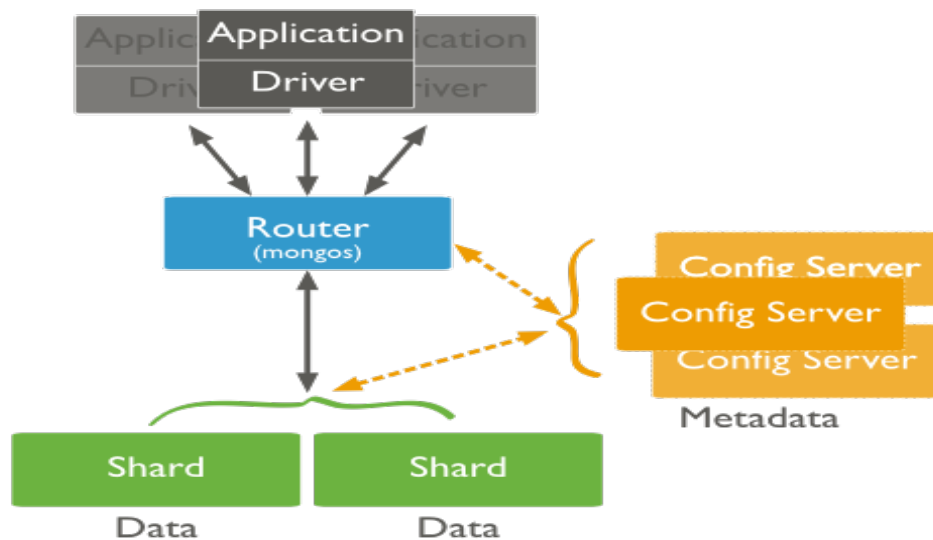 Application
Driver
Router
(mongos)
Config Server
Config Server
Config Server
Metadata
Shard
Shard
Data
Data